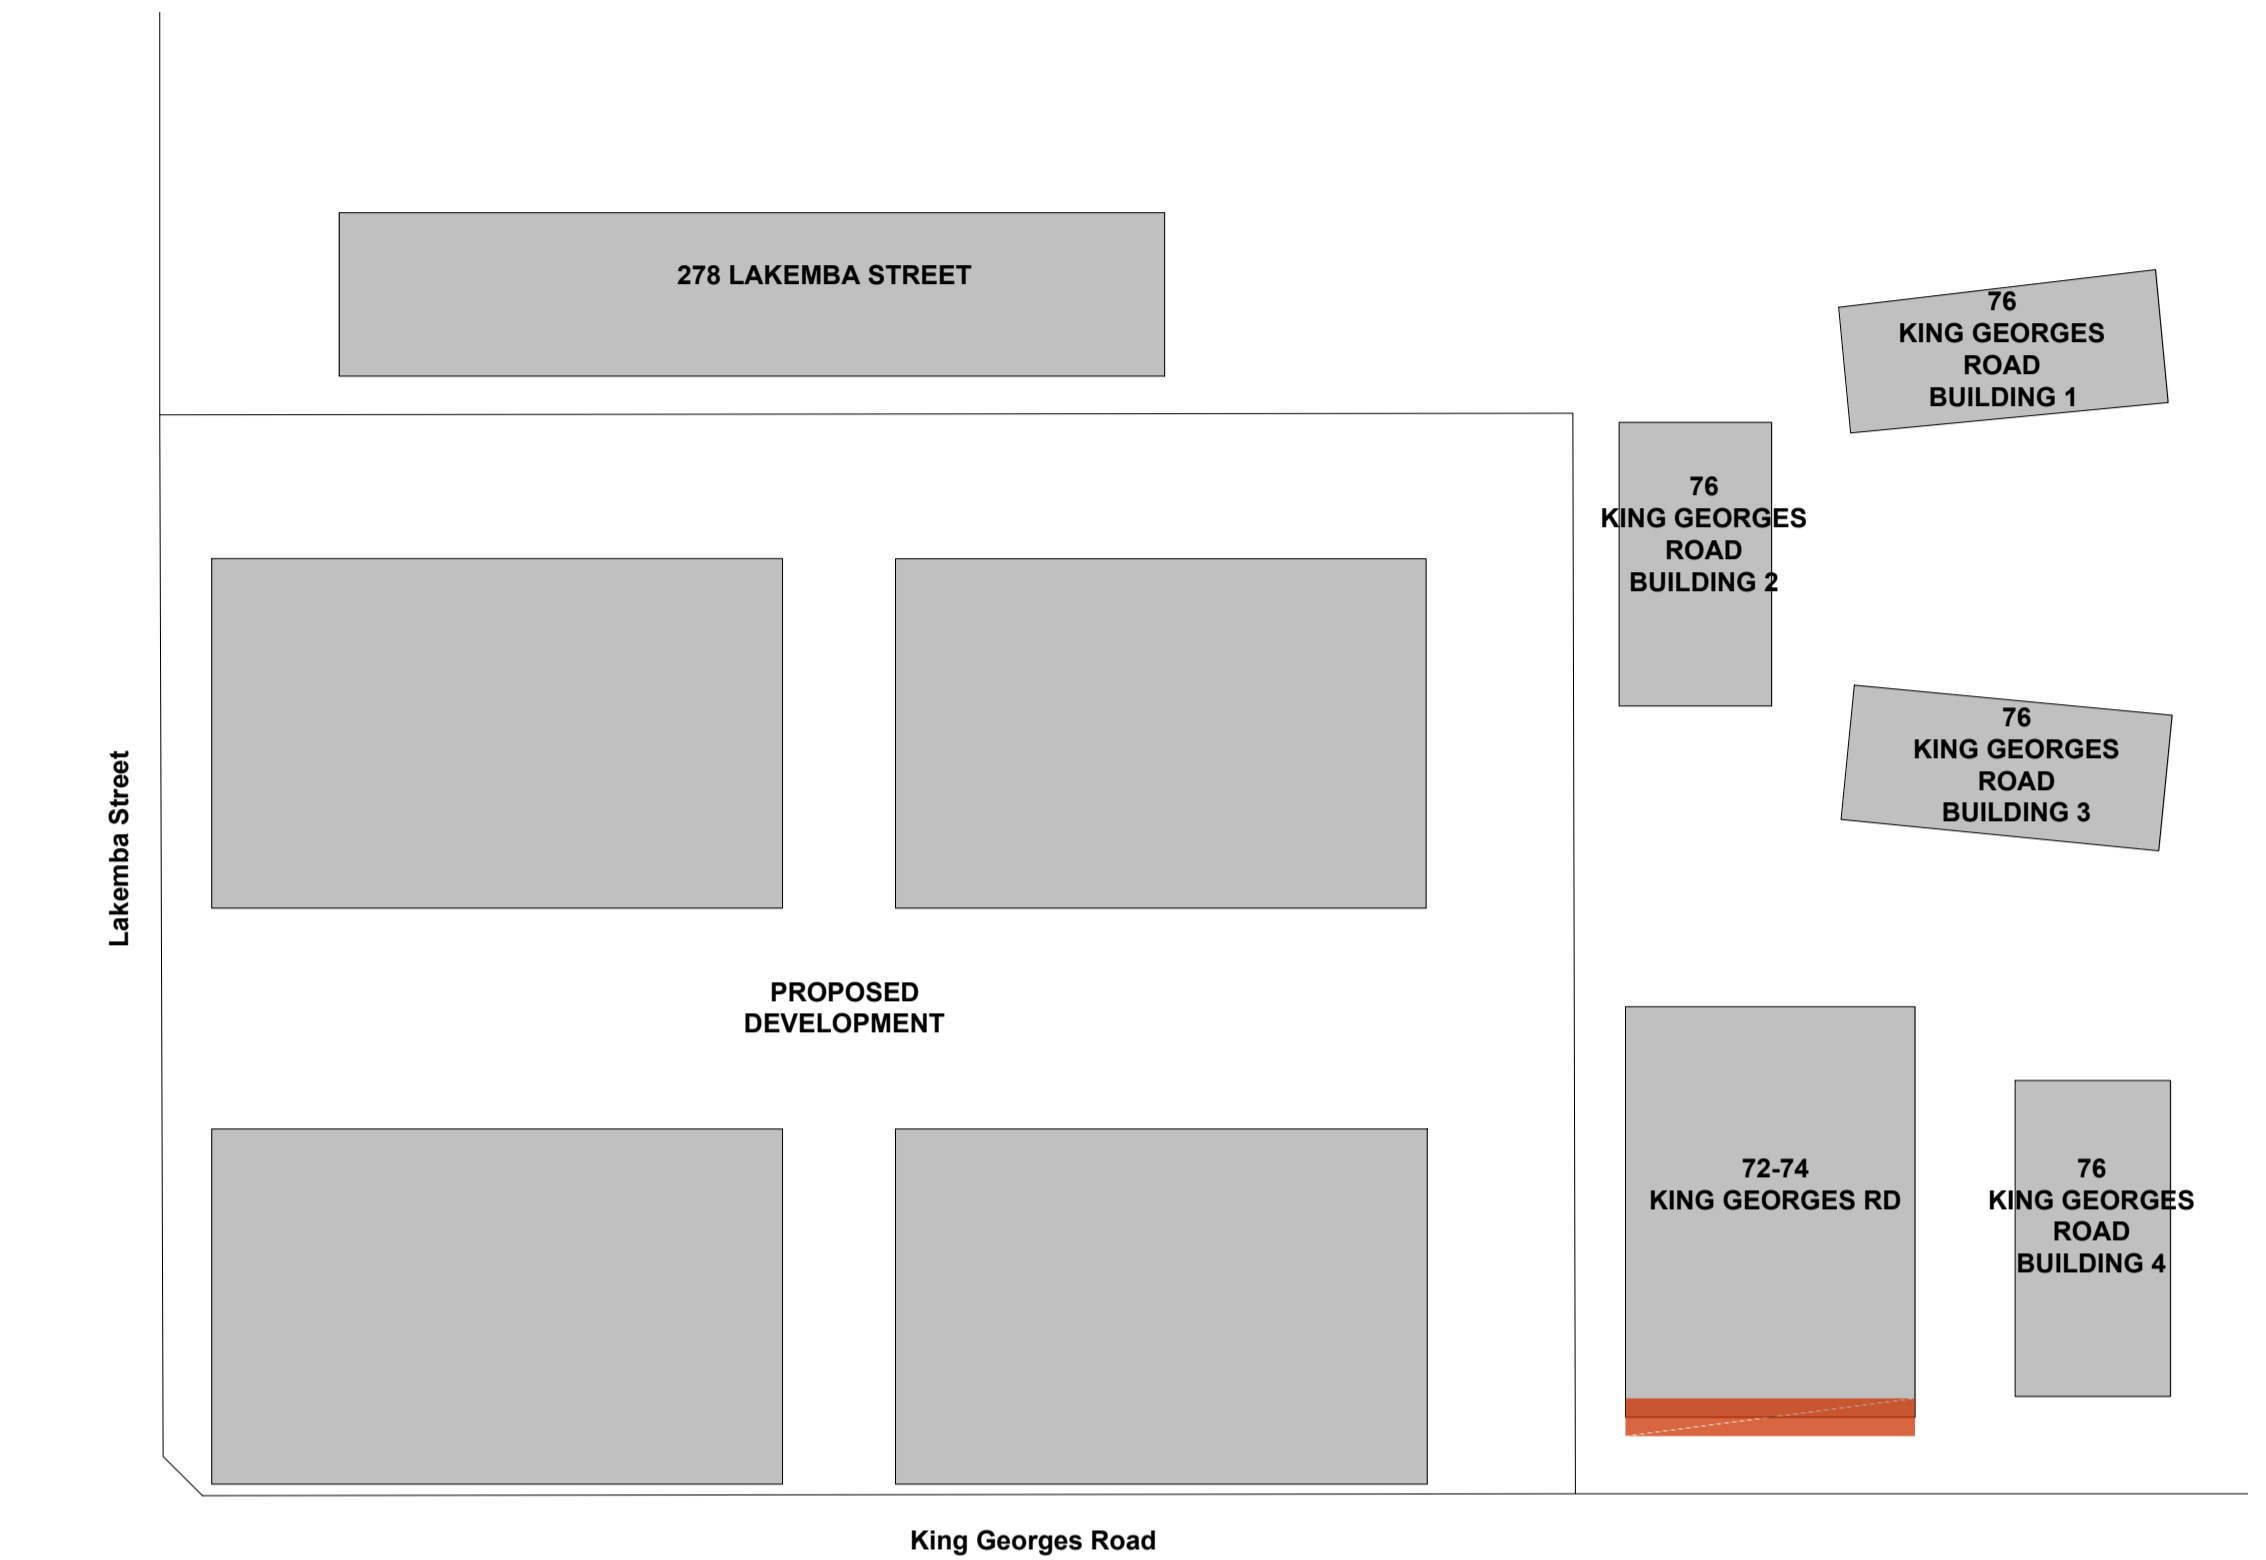 278 LAKEMBA STREET
76
KING GEORGES
ROAD
BUILDING 1
76
KING GEORGES
ROAD
BUILDING 2
76
KING GEORGES
ROAD
BUILDING 3
Lakemba Street
PROPOSED
DEVELOPMENT
72-74
KING GEORGES RD
76
KING GEORGES
ROAD
BUILDING 4
King Georges Road